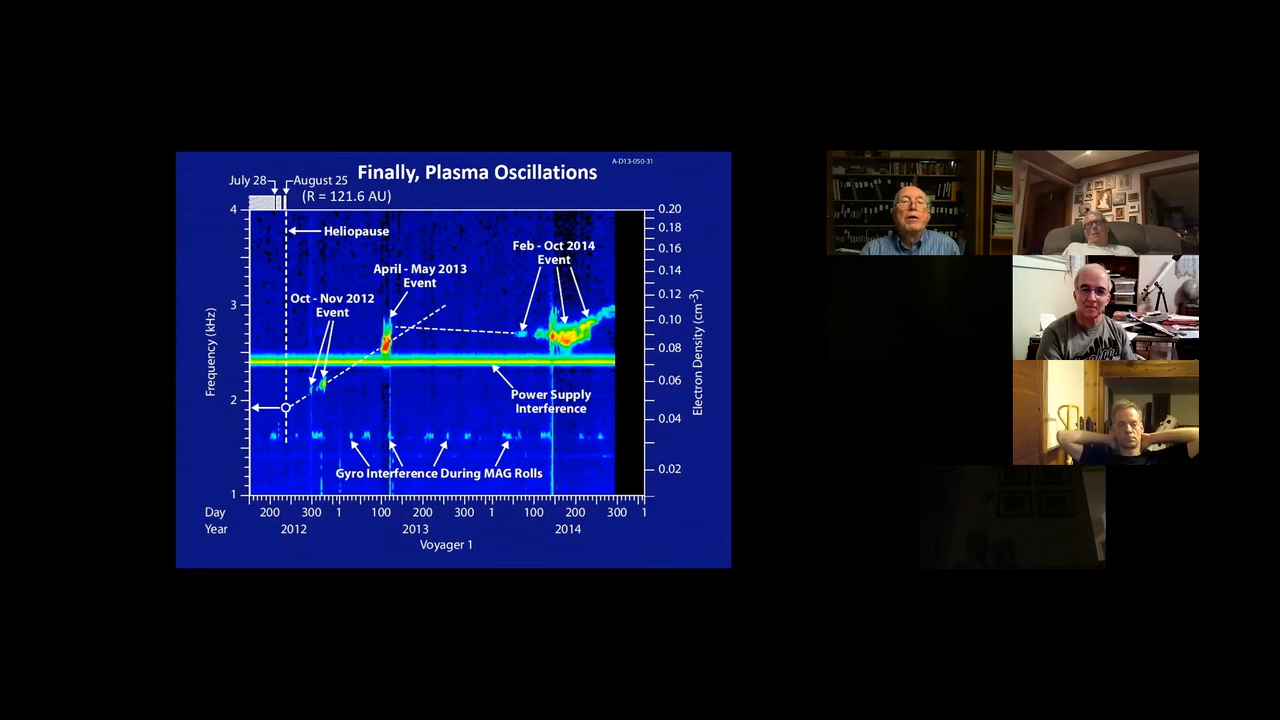 A-D13-050-31
Finally, Plasma Oscillations
July 28
August 25
(R = 121.6 AU)
4
0.20
Heliopause
0.18
Feb - Oct 2014
Event
0.16
April - May 2013
Event
0.14
Oct - Nov 2012
Event
0.12
3
0.10
Frequency (kHz)
Electron Density (cm-3)
0.08
0.06
Power Supply
Interference
2
0.04
Gyro Interference During MAG Rolls
0.02
1
Day 200 300 1 100 200 300 1 100 200 300 1
Year 2012 2013 2014
Voyager 1